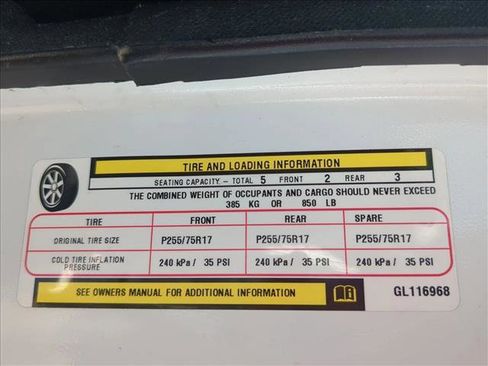 TIRE AND LOADING INFORMATION
SEATING CAPACITY - TOTAL 5 FRONT 2 REAR 3
THE COMBINED WEIGHT OF OCCUPANTS AND CARGO SHOULD NEVER EXCEED
385 KG OR 850 LB
TIRE FRONT REAR SPARE
ORIGINAL TIRE SIZE P255/75R17 P255/75R17 P255/75R17
COLD TIRE INFLATION PRESSURE 240 kPa / 35 PSI 240 kPa / 35 PSI 240 kPa / 35 PSI
SEE OWNERS MANUAL FOR ADDITIONAL INFORMATION GL116968